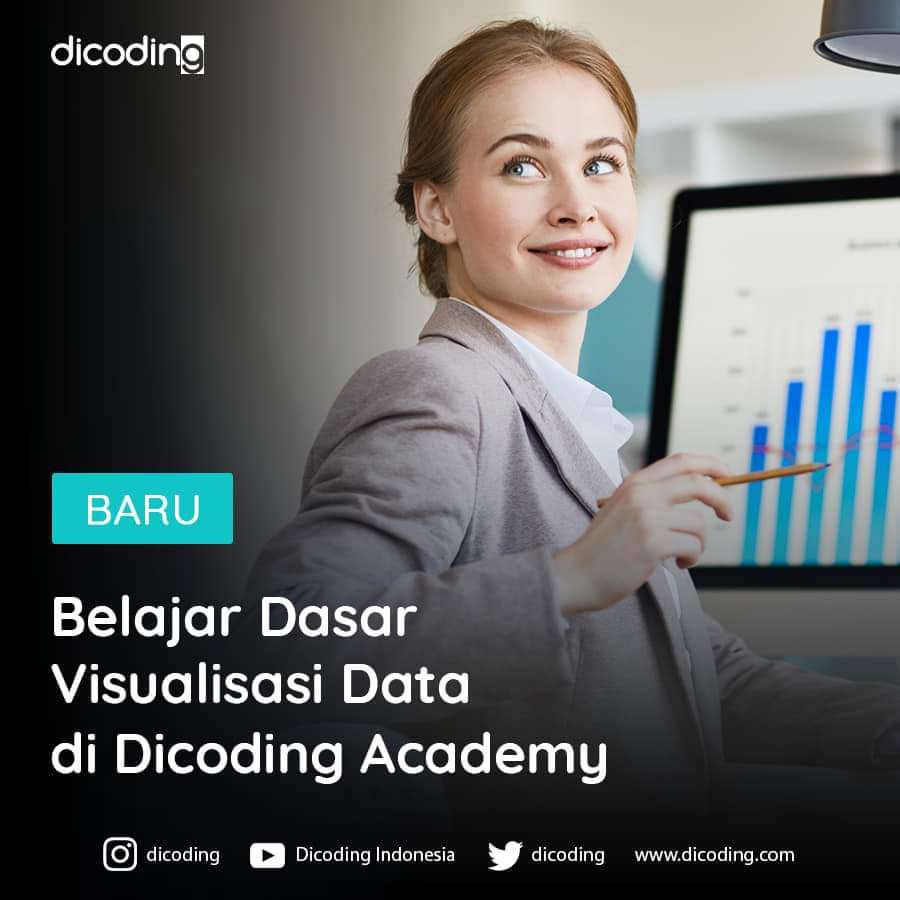 dicoding
BARU
Belajar Dasar
Visualisasi Data
di Dicoding Academy
dicoding
Dicoding Indonesia
dicoding
www.dicoding.com